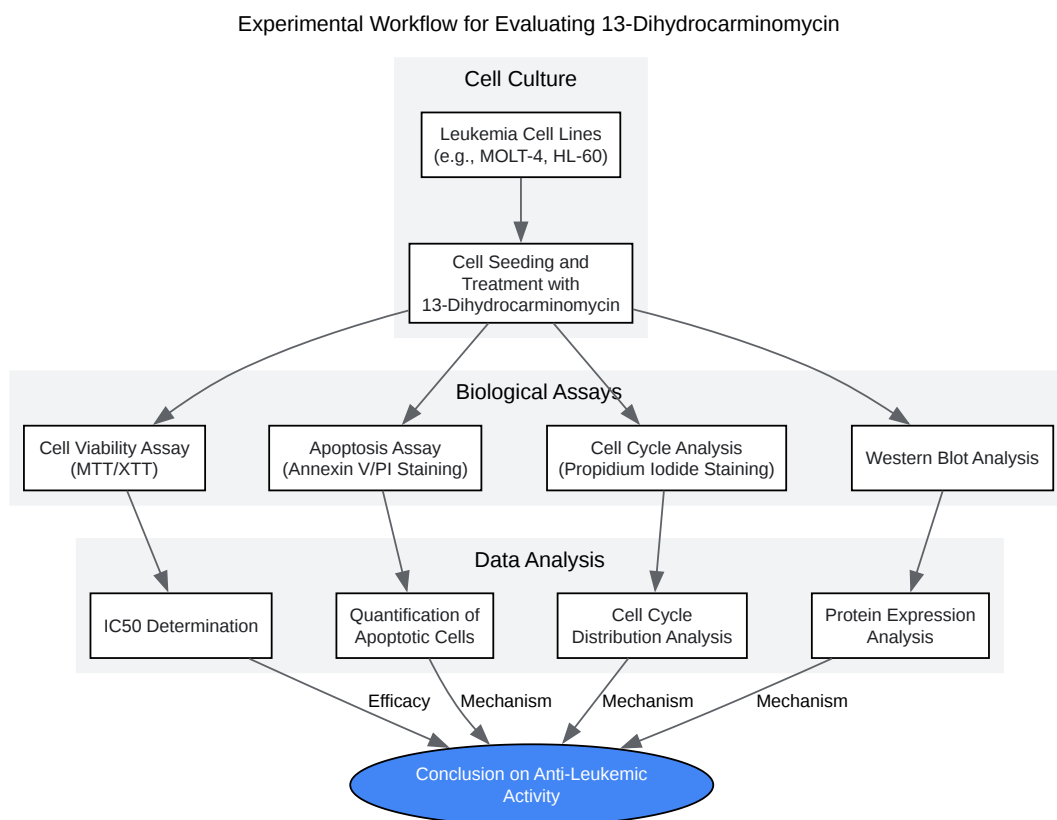 Experimental Workflow for Evaluating 13-Dihydrocarminomycin
Cell Culture
Leukemia Cell Lines
(e.g., MOLT-4, HL-60)
Cell Seeding and
Treatment with
13-Dihydrocarminomycin
Biological Assays
Cell Viability Assay
(MTT/XTT)
Apoptosis Assay
(Annexin V/PI Staining)
Cell Cycle Analysis
(Propidium Iodide Staining)
Western Blot Analysis
Data Analysis
IC50 Determination
Quantification of
Apoptotic Cells
Cell Cycle
Distribution Analysis
Protein Expression
Analysis
Efficacy
Mechanism
Mechanism
Mechanism
Conclusion on Anti-Leukemic
Activity